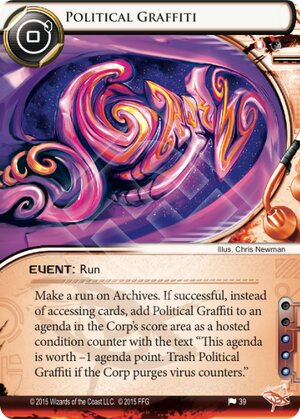 POLITICAL GRAFFITI
0
Illus. Chris Newman
EVENT: Run
Make a run on Archives. If successful, instead
of accessing cards, add Political Graffiti to an
agenda in the Corp's score area as a hosted
condition counter with the text “This agenda
is worth −1 agenda point. Trash Political
Graffiti if the Corp purges virus counters.”
© 2015 Wizards of the Coast LLC. © 2015 FFG
39